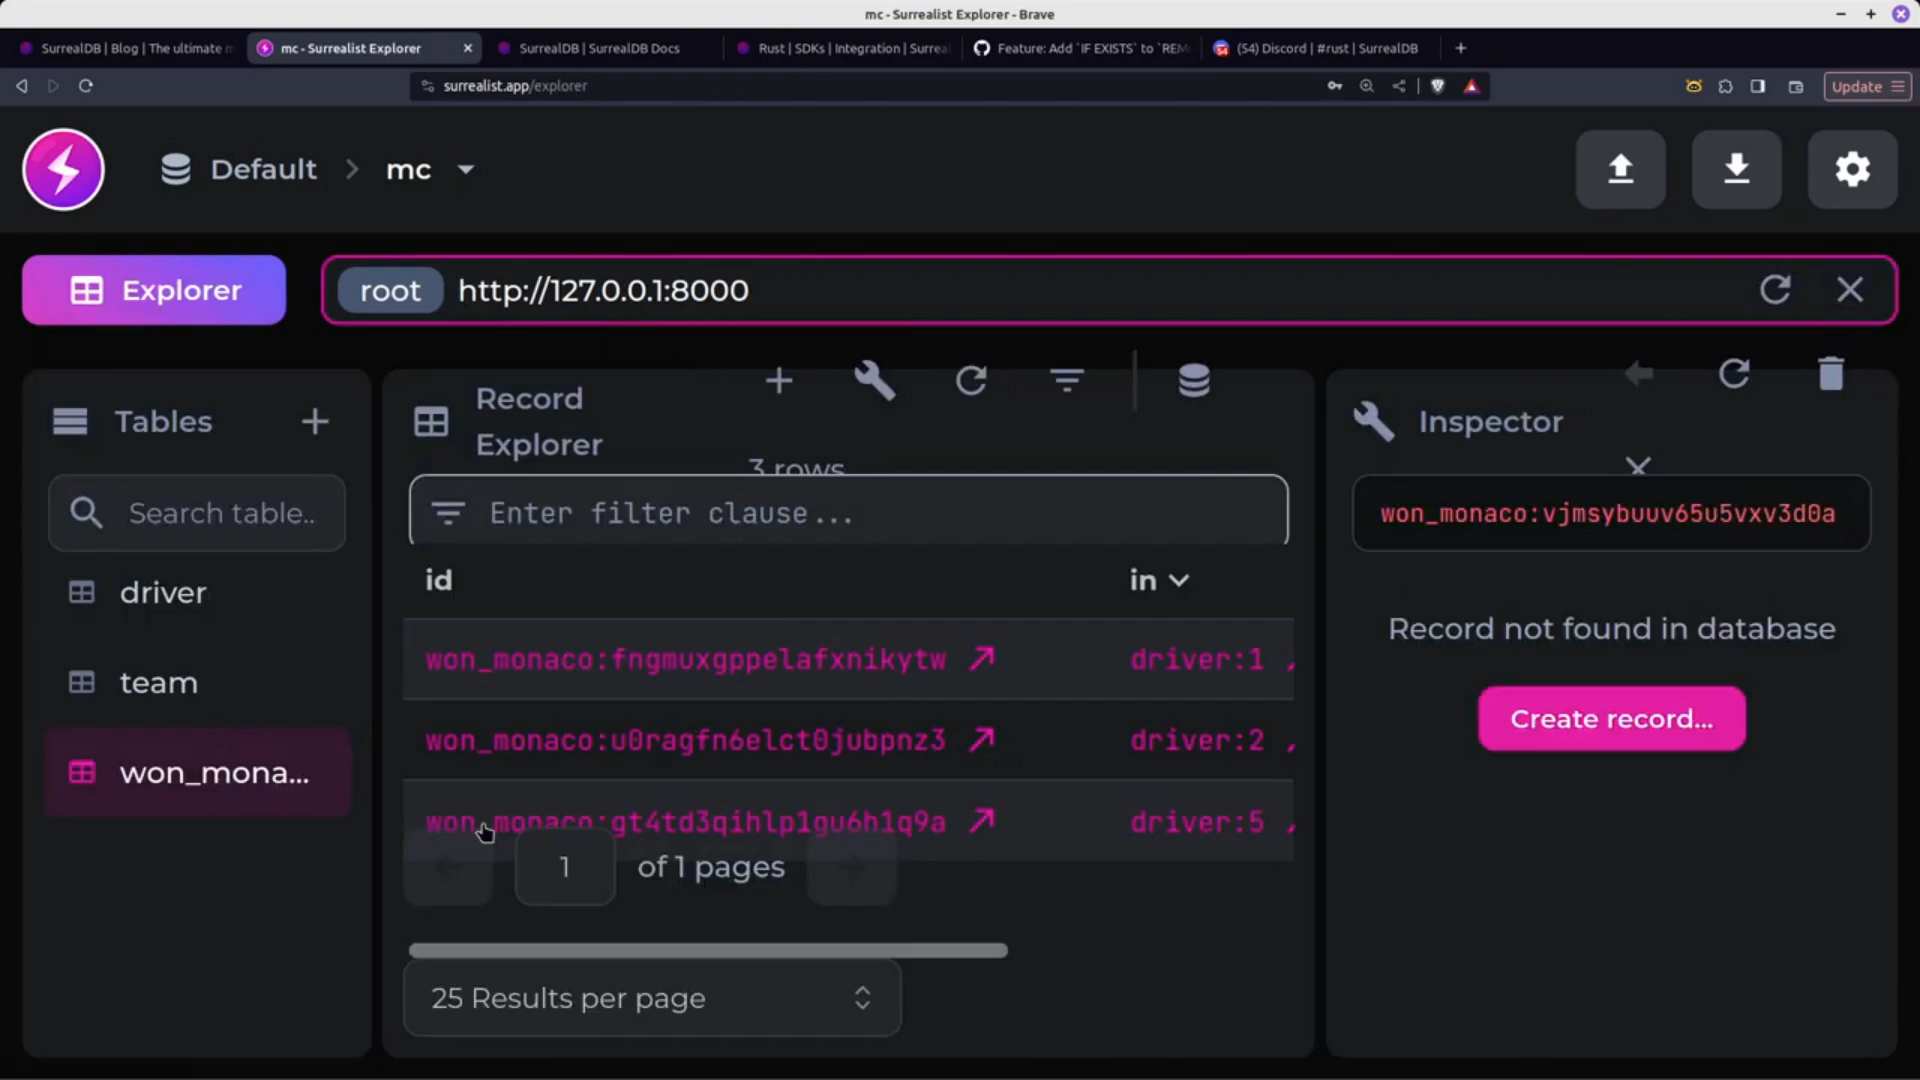 mc - Surrealist Explorer - Brave
SurrealDB | Blog | The ultimate m
mc - Surrealist Explorer
SurrealDB | SurrealDB Docs
Rust | SDKs | Integration | Surreal
Feature: Add `IF EXISTS` to `REM
(54) Discord | #rust | SurrealDB
surrealist.app/explorer
Update
Default
mc
Explorer
root
http://127.0.0.1:8000
Tables
Search table..
driver
team
won_mona...
Record
Explorer
3 rows
Enter filter clause...
id
in
won_monaco:fngmuxgppelafxnikytw
driver:1
won_monaco:u0ragfn6elct0jubpnz3
driver:2
won_monaco:gt4td3qihlp1gu6h1q9a
driver:5
1
of 1 pages
25 Results per page
Inspector
won_monaco:vjmsybuuv65u5vxv3d0a
Record not found in database
Create record...